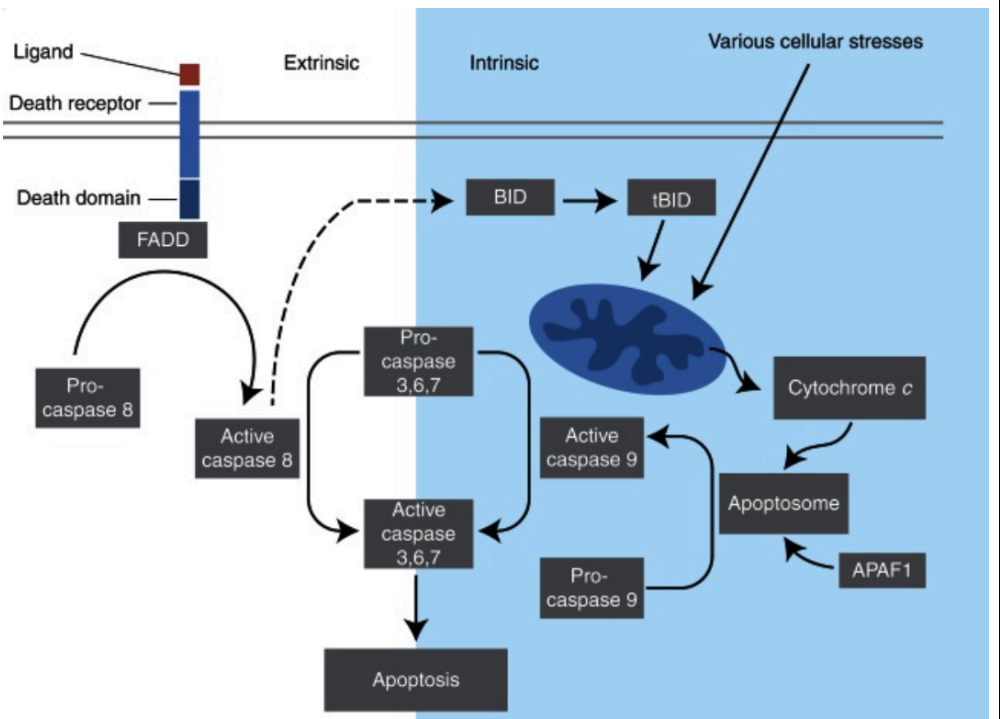 Ligand
Extrinsic
Intrinsic
Various cellular stresses
Death receptor
Death domain
FADD
BID
tBID
Pro-
caspase 8
Active
caspase 8
Pro-
caspase
3,6,7
Active
caspase
3,6,7
Active
caspase 9
Pro-
caspase 9
Cytochrome c
Apoptosome
APAF1
Apoptosis